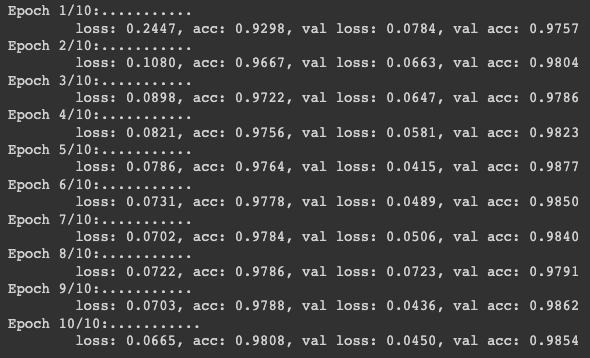 Epoch 1/10:...........
loss: 0.2447, acc: 0.9298, val loss: 0.0784, val acc: 0.9757
Epoch 2/10:...........
loss: 0.1080, acc: 0.9667, val loss: 0.0663, val acc: 0.9804
Epoch 3/10:...........
loss: 0.0898, acc: 0.9722, val loss: 0.0647, val acc: 0.9786
Epoch 4/10:...........
loss: 0.0821, acc: 0.9756, val loss: 0.0581, val acc: 0.9823
Epoch 5/10:...........
loss: 0.0786, acc: 0.9764, val loss: 0.0415, val acc: 0.9877
Epoch 6/10:...........
loss: 0.0731, acc: 0.9778, val loss: 0.0489, val acc: 0.9850
Epoch 7/10:...........
loss: 0.0702, acc: 0.9784, val loss: 0.0506, val acc: 0.9840
Epoch 8/10:...........
loss: 0.0722, acc: 0.9786, val loss: 0.0723, val acc: 0.9791
Epoch 9/10:...........
loss: 0.0703, acc: 0.9788, val loss: 0.0436, val acc: 0.9862
Epoch 10/10:...........
loss: 0.0665, acc: 0.9808, val loss: 0.0450, val acc: 0.9854